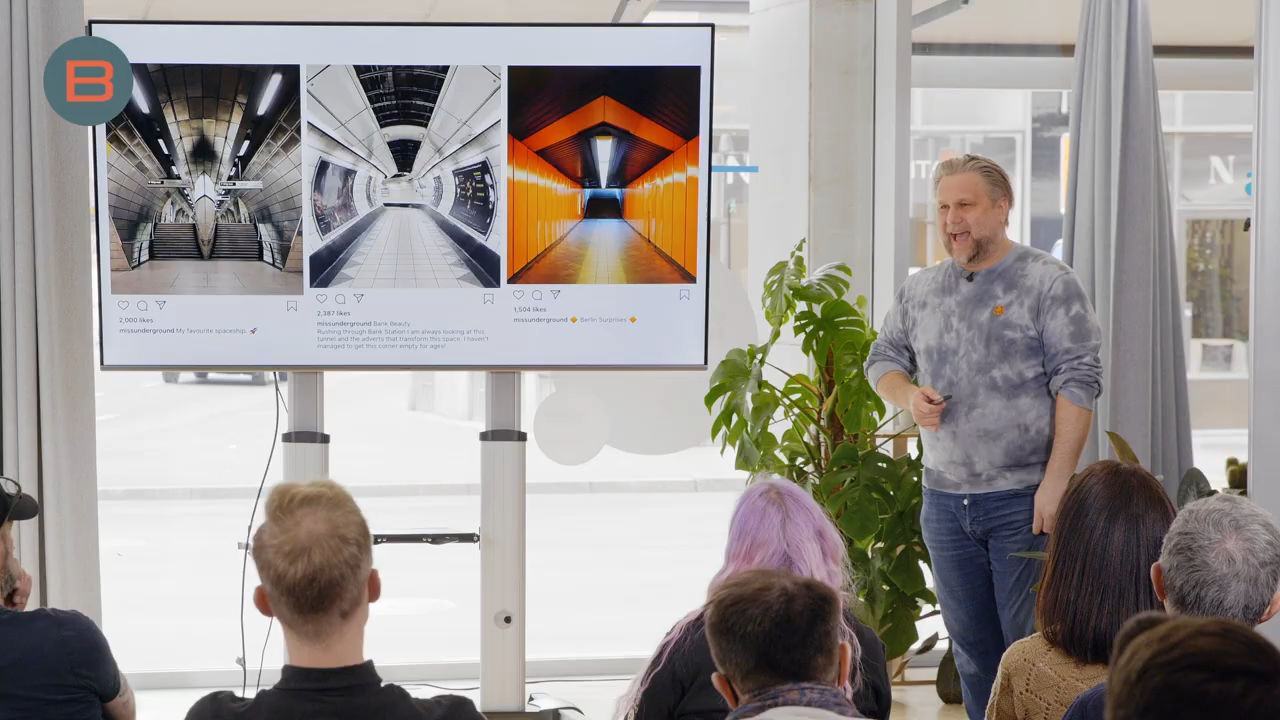 B
2,000 likes
missunderground My favourite spaceship. 🚀
2,387 likes
missunderground Bank Beauty
Rushing through Bank Station I am always looking at this
tunnel and the adverts that transform this space. I haven't
managed to get this corner empty for ages!
1,504 likes
missunderground 🔶 Berlin Surprises 🔶
N